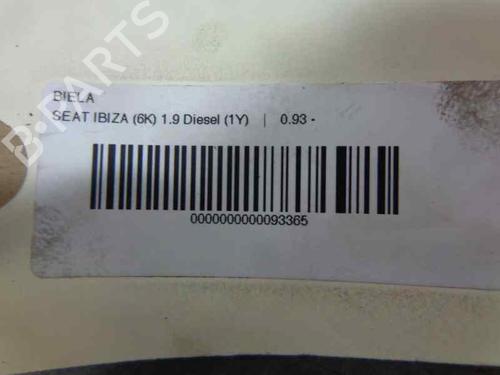 BIELA
SEAT IBIZA (6K) 1.9 Diesel (1Y) | 0.93 -
0000000000093365
B-PARTS